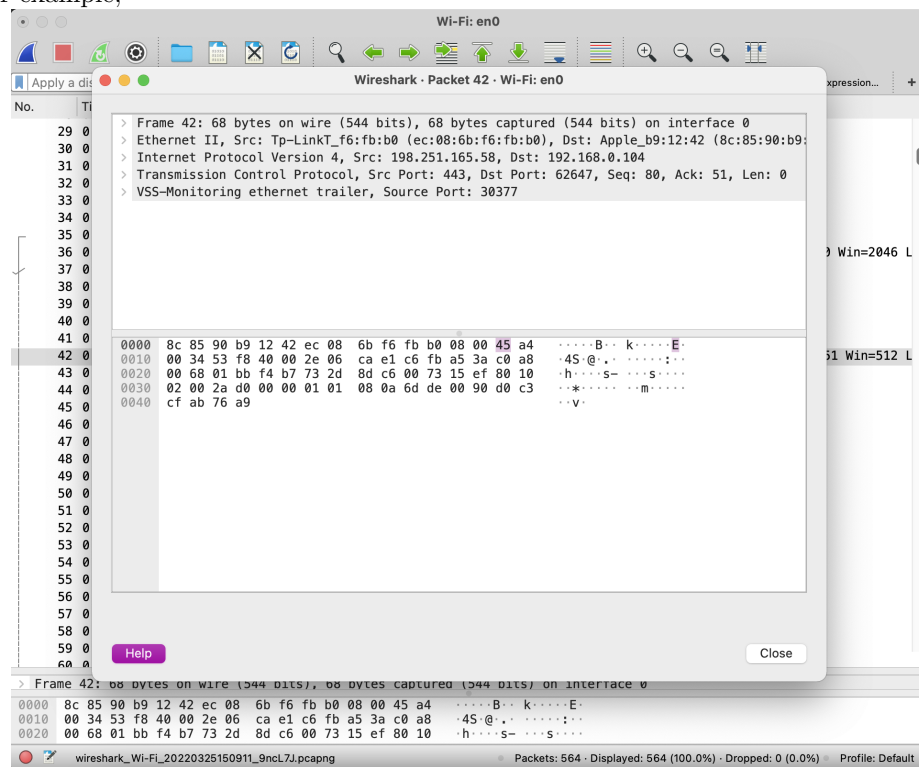 example,
Wi-Fi: en0
Apply a dis
xpression... +
Wireshark · Packet 42 · Wi-Fi: en0
No.
> Frame 42: 68 bytes on wire (544 bits), 68 bytes captured (544 bits) on interface 0
> Ethernet II, Src: Tp-LinkT_f6:fb:b0 (ec:08:6b:f6:fb:b0), Dst: Apple_b9:12:42 (8c:85:90:b9:
> Internet Protocol Version 4, Src: 198.251.165.58, Dst: 192.168.0.104
> Transmission Control Protocol, Src Port: 443, Dst Port: 62647, Seq: 80, Ack: 51, Len: 0
> VSS-Monitoring ethernet trailer, Source Port: 30377
29 0
30 0
31 0
32 0
33 0
34 0
35 0
36 0
Win=2046 L
37 0
38 0
39 0
40 0
41 0
42 0
51 Win=512 L
43 0
44 0
45 0
46 0
47 0
48 0
49 0
50 0
51 0
52 0
53 0
54 0
55 0
56 0
57 0
58 0
59 0
60 0
0000 8c 85 90 b9 12 42 ec 08 6b f6 fb b0 08 00 45 a4 ·····B·· k·····E·
0010 00 34 53 f8 40 00 2e 06 ca e1 c6 fb a5 3a c0 a8 ·4S·@·.· ·····:··
0020 00 68 01 bb f4 b7 73 2d 8d c6 00 73 15 ef 80 10 ·h····s- ···s····
0030 02 00 2a d0 00 00 01 01 08 0a 6d de 00 90 d0 c3 ··*····· ··m·····
0040 cf ab 76 a9 ··v·
Help
Close
> Frame 42: 68 bytes on wire (544 bits), 68 bytes captured (544 bits) on interface 0
0000 8c 85 90 b9 12 42 ec 08 6b f6 fb b0 08 00 45 a4 ·····B·· k·····E·
0010 00 34 53 f8 40 00 2e 06 ca e1 c6 fb a5 3a c0 a8 ·4S·@·.· ·····:··
0020 00 68 01 bb f4 b7 73 2d 8d c6 00 73 15 ef 80 10 ·h····s- ···s····
wireshark_Wi-Fi_20220325150911_9ncL7J.pcapng
Packets: 564 · Displayed: 564 (100.0%) · Dropped: 0 (0.0%)
Profile: Default